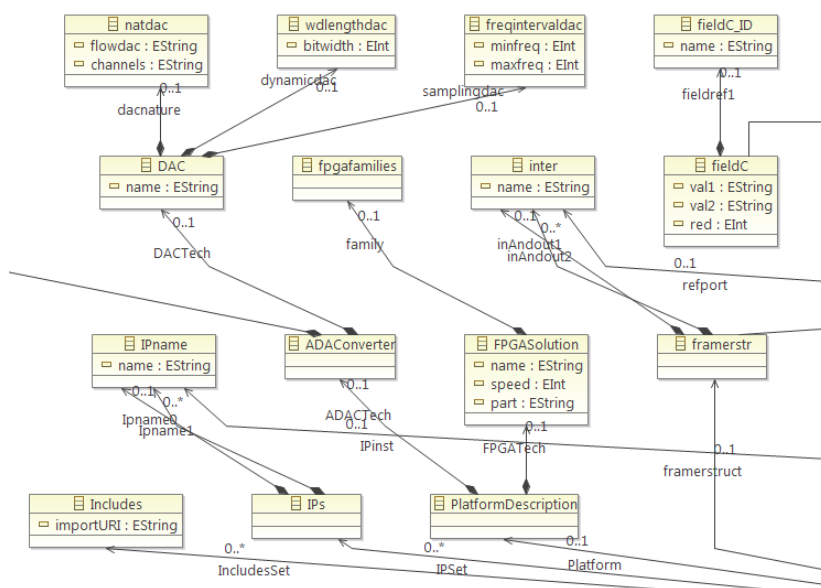 natdac
flowdac : EString
channels : EString
wdlengthdac
bitwidth : EInt
freqintervaldac
minfreq : EInt
maxfreq : EInt
fieldC_ID
name : EString
0..1
dacnature
dynamicdac
0..1
samplingdac
0..1
0..1
fieldref1
DAC
name : EString
fpgafamilies
inter
name : EString
fieldC
val1 : EString
val2 : EString
red : EInt
0..1
DACTech
0..1
family
0..1
0..*
inAndout1
inAndout2
0..1
refport
IPname
name : EString
ADAConverter
FPGASolution
name : EString
speed : EInt
part : EString
framerstr
0..1
0..*
Ipname0
Ipname1
0..1
ADACTech
0..1
IPinst
0..1
FPGATech
0..1
framerstruct
Includes
importURI : EString
IPs
PlatformDescription
0..*
IncludesSet
0..*
IPSet
0..1
Platform